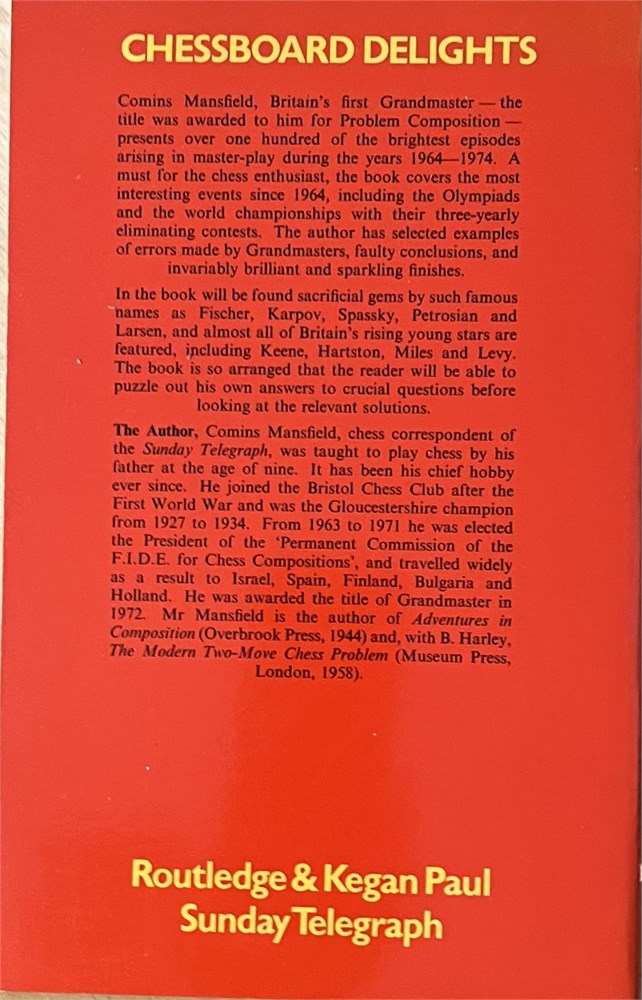 CHESSBOARD DELIGHTS
Comins Mansfield, Britain's first Grandmaster — the
title was awarded to him for Problem Composition —
presents over one hundred of the brightest episodes
arising in master-play during the years 1964—1974. A
must for the chess enthusiast, the book covers the most
interesting events since 1964, including the Olympiads
and the world championships with their three-yearly
eliminating contests. The author has selected examples
of errors made by Grandmasters, faulty conclusions, and
invariably brilliant and sparkling finishes.
In the book will be found sacrificial gems by such famous
names as Fischer, Karpov, Spassky, Petrosian and
Larsen, and almost all of Britain's rising young stars are
featured, including Keene, Hartston, Miles and Levy.
The book is so arranged that the reader will be able to
puzzle out his own answers to crucial questions before
looking at the relevant solutions.
The Author, Comins Mansfield, chess correspondent of
the Sunday Telegraph, was taught to play chess by his
father at the age of nine. It has been his chief hobby
ever since. He joined the Bristol Chess Club after the
First World War and was the Gloucestershire champion
from 1927 to 1934. From 1963 to 1971 he was elected
the President of the 'Permanent Commission of the
F.I.D.E. for Chess Compositions', and travelled widely
as a result to Israel, Spain, Finland, Bulgaria and
Holland. He was awarded the title of Grandmaster in
1972. Mr Mansfield is the author of Adventures in
Composition (Overbrook Press, 1944) and, with B. Harley,
The Modern Two-Move Chess Problem (Museum Press,
London, 1958).
Routledge & Kegan Paul
Sunday Telegraph